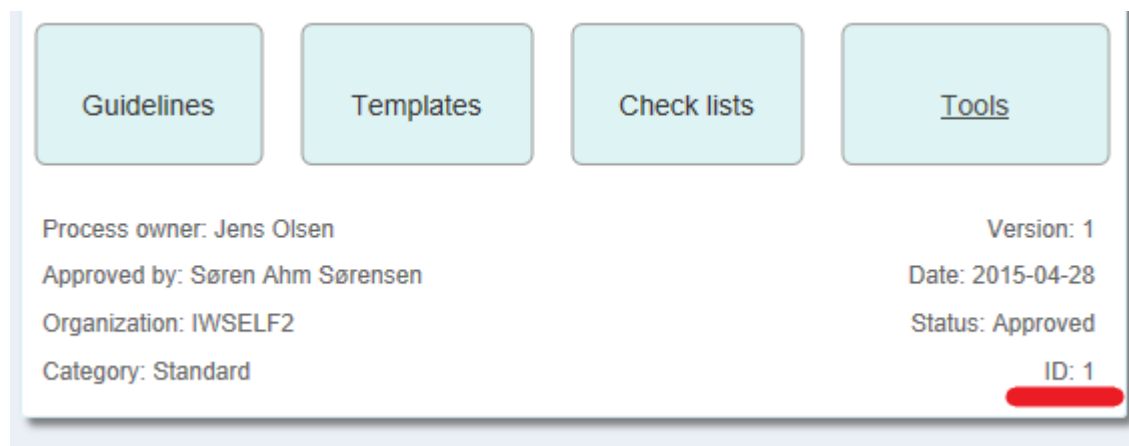 Guidelines Templates Check lists Tools
Process owner: Jens Olsen Version: 1
Approved by: Søren Ahm Sørensen Date: 2015-04-28
Organization: IWSELF2 Status: Approved
Category: Standard ID: 1